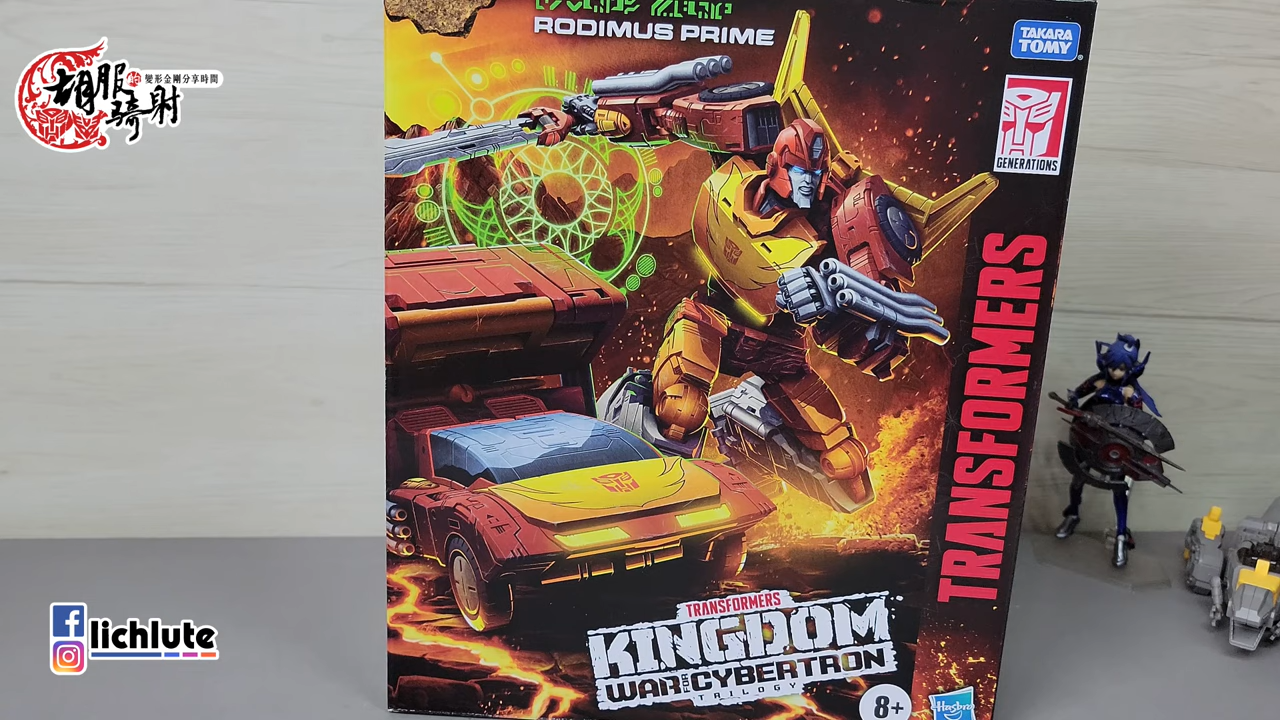 胡服騎射
變形金剛分享時間
RODIMUS PRIME
TAKARA
TOMY
GENERATIONS
TRANSFORMERS
TRANSFORMERS
KINGDOM
WAR FOR CYBERTRON
TRILOGY
8+
Hasbro
lichlute